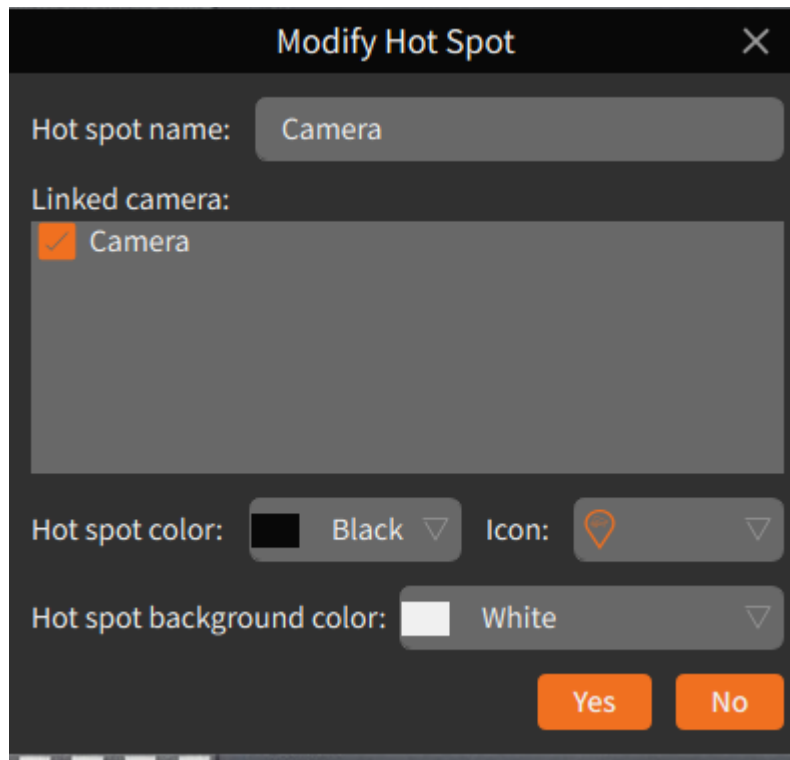 Modify Hot Spot
Hot spot name: Camera
Linked camera:
Camera
Hot spot color: Black Icon:
Hot spot background color: White
Yes No